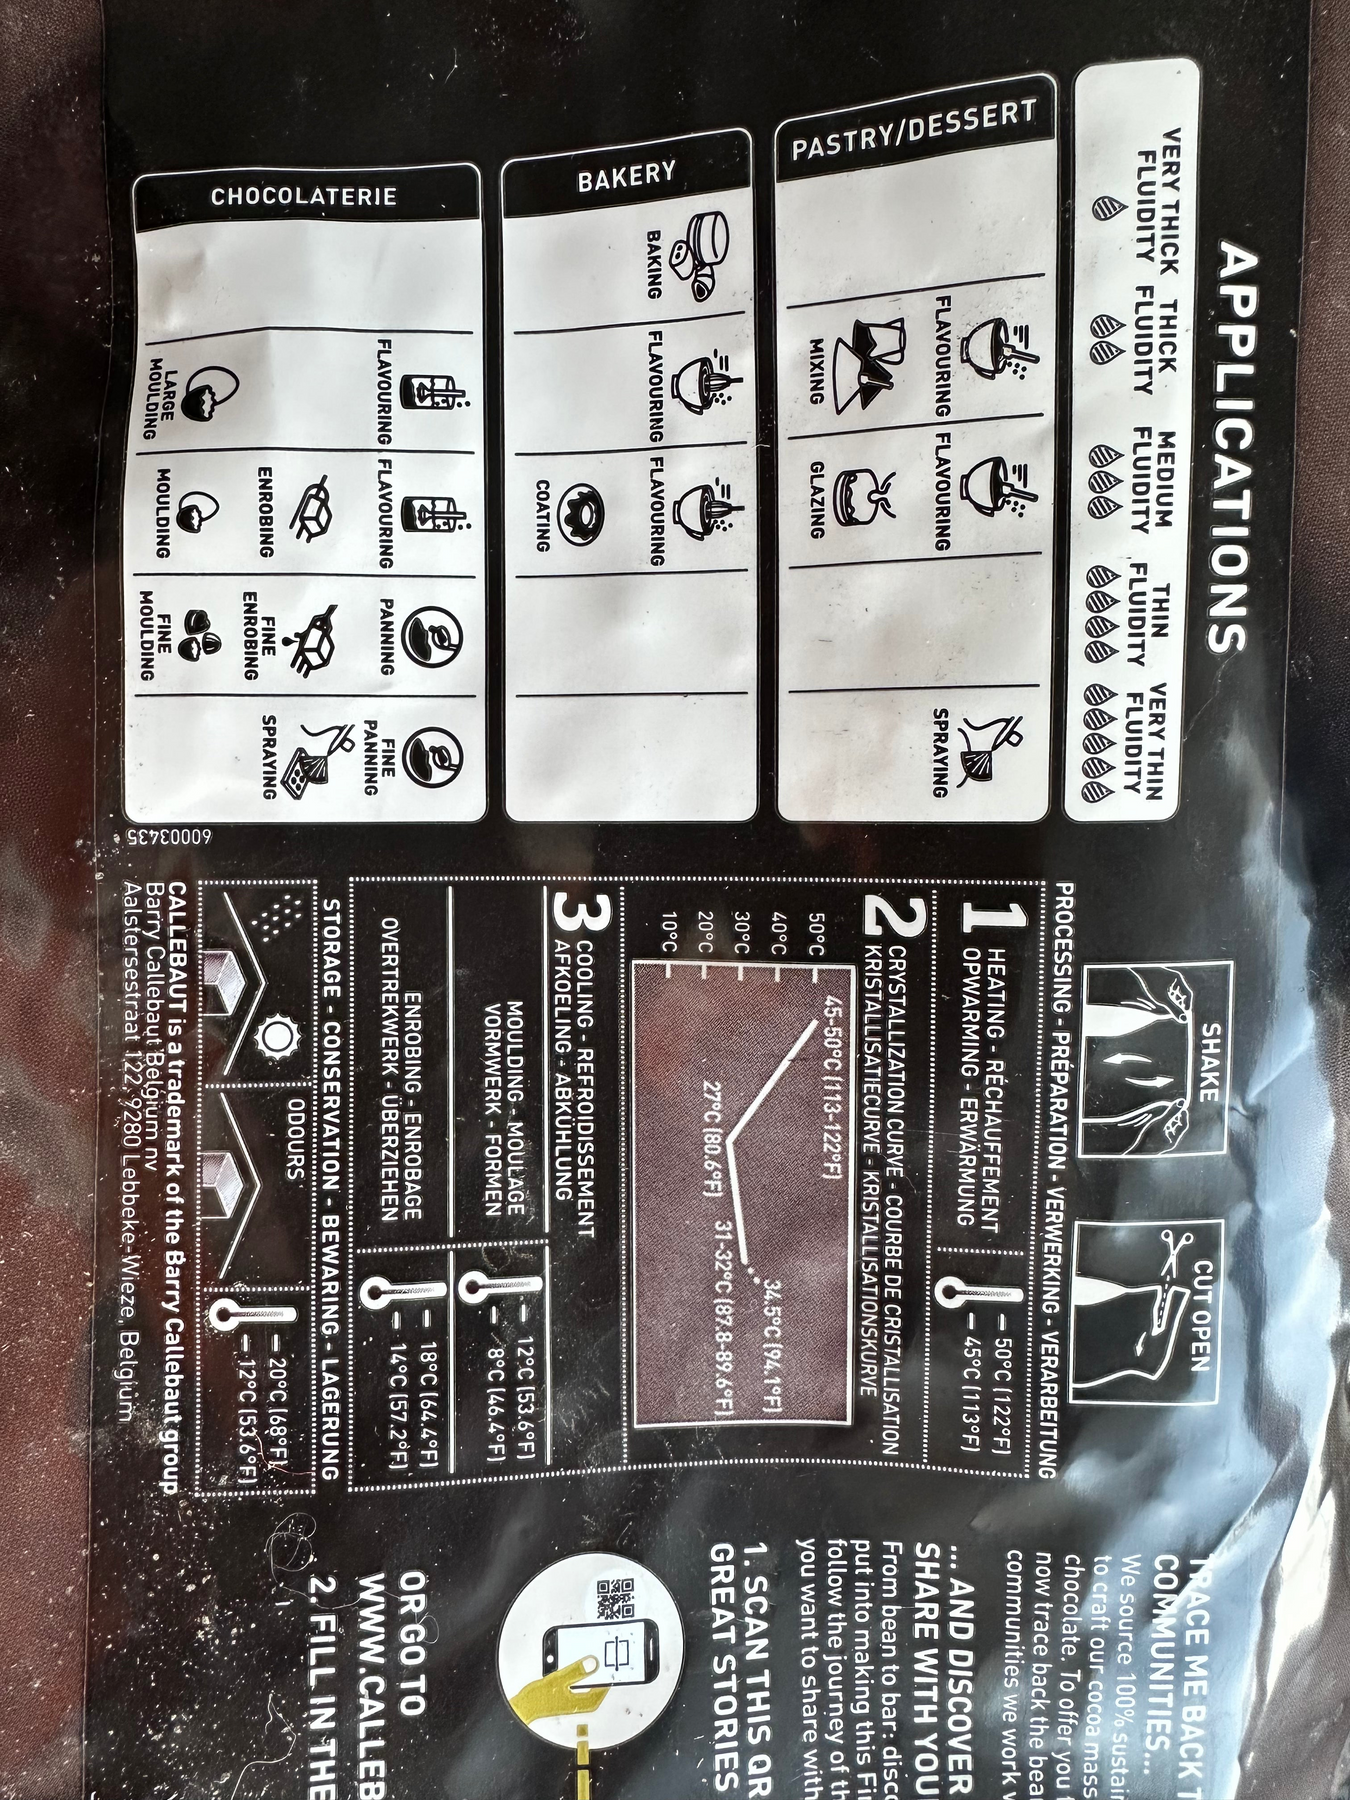 APPLICATIONS
VERY THICK
FLUIDITY
THICK
FLUIDITY
MEDIUM
FLUIDITY
THIN
FLUIDITY
VERY THIN
FLUIDITY
PASTRY/DESSERT
FLAVOURING
FLAVOURING
SPRAYING
MIXING
GLAZING
BAKERY
BAKING
FLAVOURING
FLAVOURING
COATING
CHOCOLATERIE
FLAVOURING
FLAVOURING
PANNING
FINE
PANNING
ENROBING
FINE
ENROBING
SPRAYING
LARGE
MOULDING
MOULDING
FINE
MOULDING
60003435
SHAKE
CUT OPEN
PROCESSING - PRÉPARATION - VERWERKING - VERARBEITUNG
1 HEATING - RÉCHAUFFEMENT
OPWARMING - ERWÄRMUNG
50°C (122°F)
45°C (113°F)
2 CRYSTALLIZATION CURVE - COURBE DE CRISTALLISATION
KRISTALLISATIECURVE - KRISTALLISATIONSKURVE
50°C
40°C
30°C
20°C
10°C
45-50°C (113-122°F)
27°C (80.6°F)
34.5°C (94.1°F)
31-32°C (87.8-89.6°F)
3 COOLING - REFROIDISSEMENT
AFKOELING - ABKÜHLUNG
MOULDING - MOULAGE
VORMWERK - FORMEN
12°C (53.6°F)
8°C (46.4°F)
ENROBING - ENROBAGE
OVERTREKWERK - ÜBERZIEHEN
18°C (64.4°F)
14°C (57.2°F)
STORAGE - CONSERVATION - BEWARING - LAGERUNG
ODOURS
20°C (68°F)
12°C (53.6°F)
CALLEBAUT is a trademark of the Barry Callebaut group
Barry Callebaut Belgium nv
Aalstersestraat 122, 9280 Lebbeke-Wieze, Belgium
TRACE ME BACK T
COMMUNITIES...
We source 100% sustai
to craft our cocoa mass
chocolate. To offer you
now trace back the bea
communities we work
... AND DISCOVER
SHARE WITH YOU
From bean to bar: disc
put into making this Fi
follow the journey of th
you want to share with
1. SCAN THIS QR
GREAT STORIES
OR GO TO
WWW.CALLEB
2. FILL IN THE